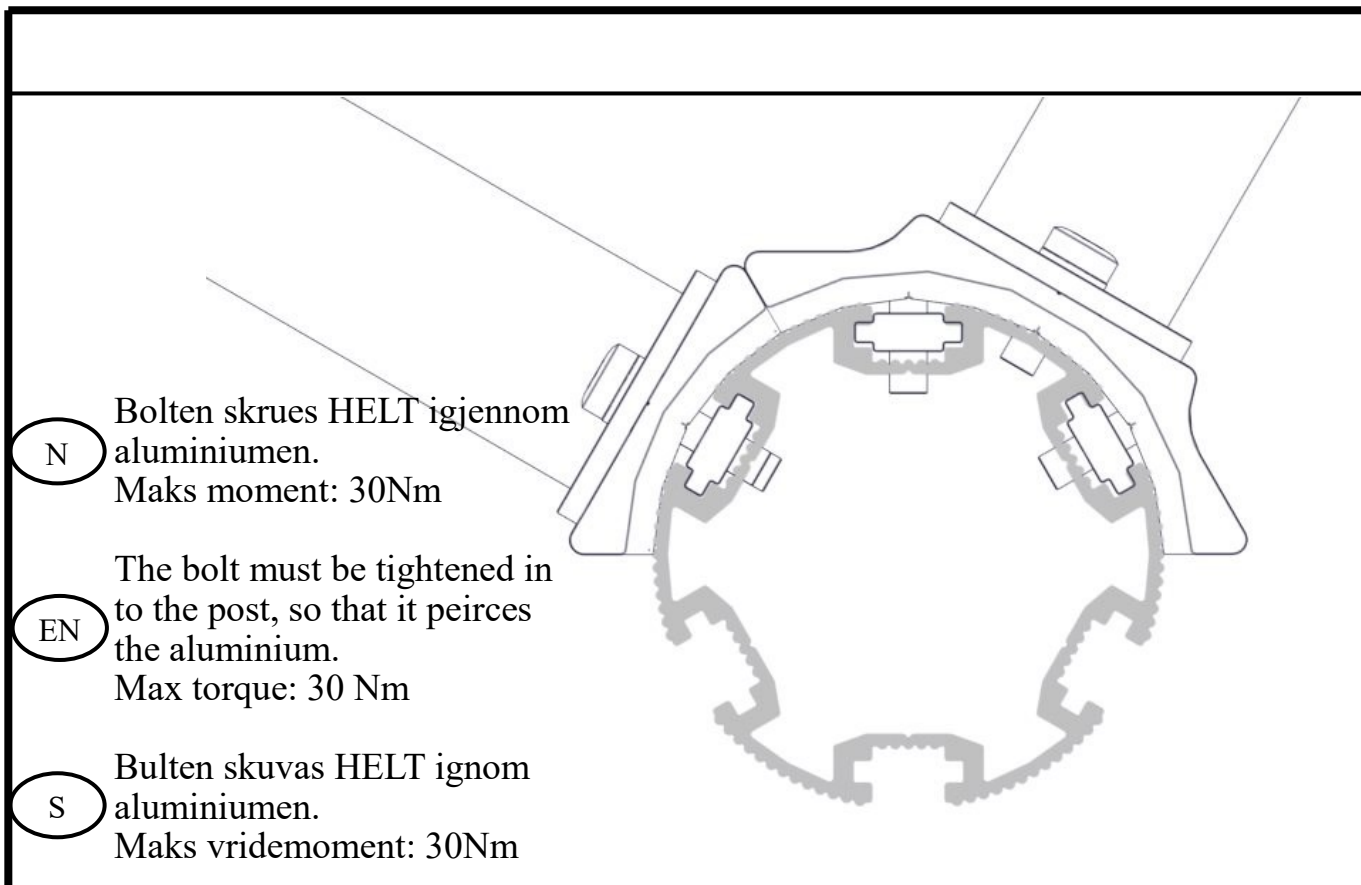 N
Bolten skrues HELT igjennom
aluminiumen.
Maks moment: 30Nm
EN
The bolt must be tightened in
to the post, so that it peirces
the aluminium.
Max torque: 30 Nm
S
Bulten skuvas HELT ignom
aluminiumen.
Maks vridemoment: 30Nm